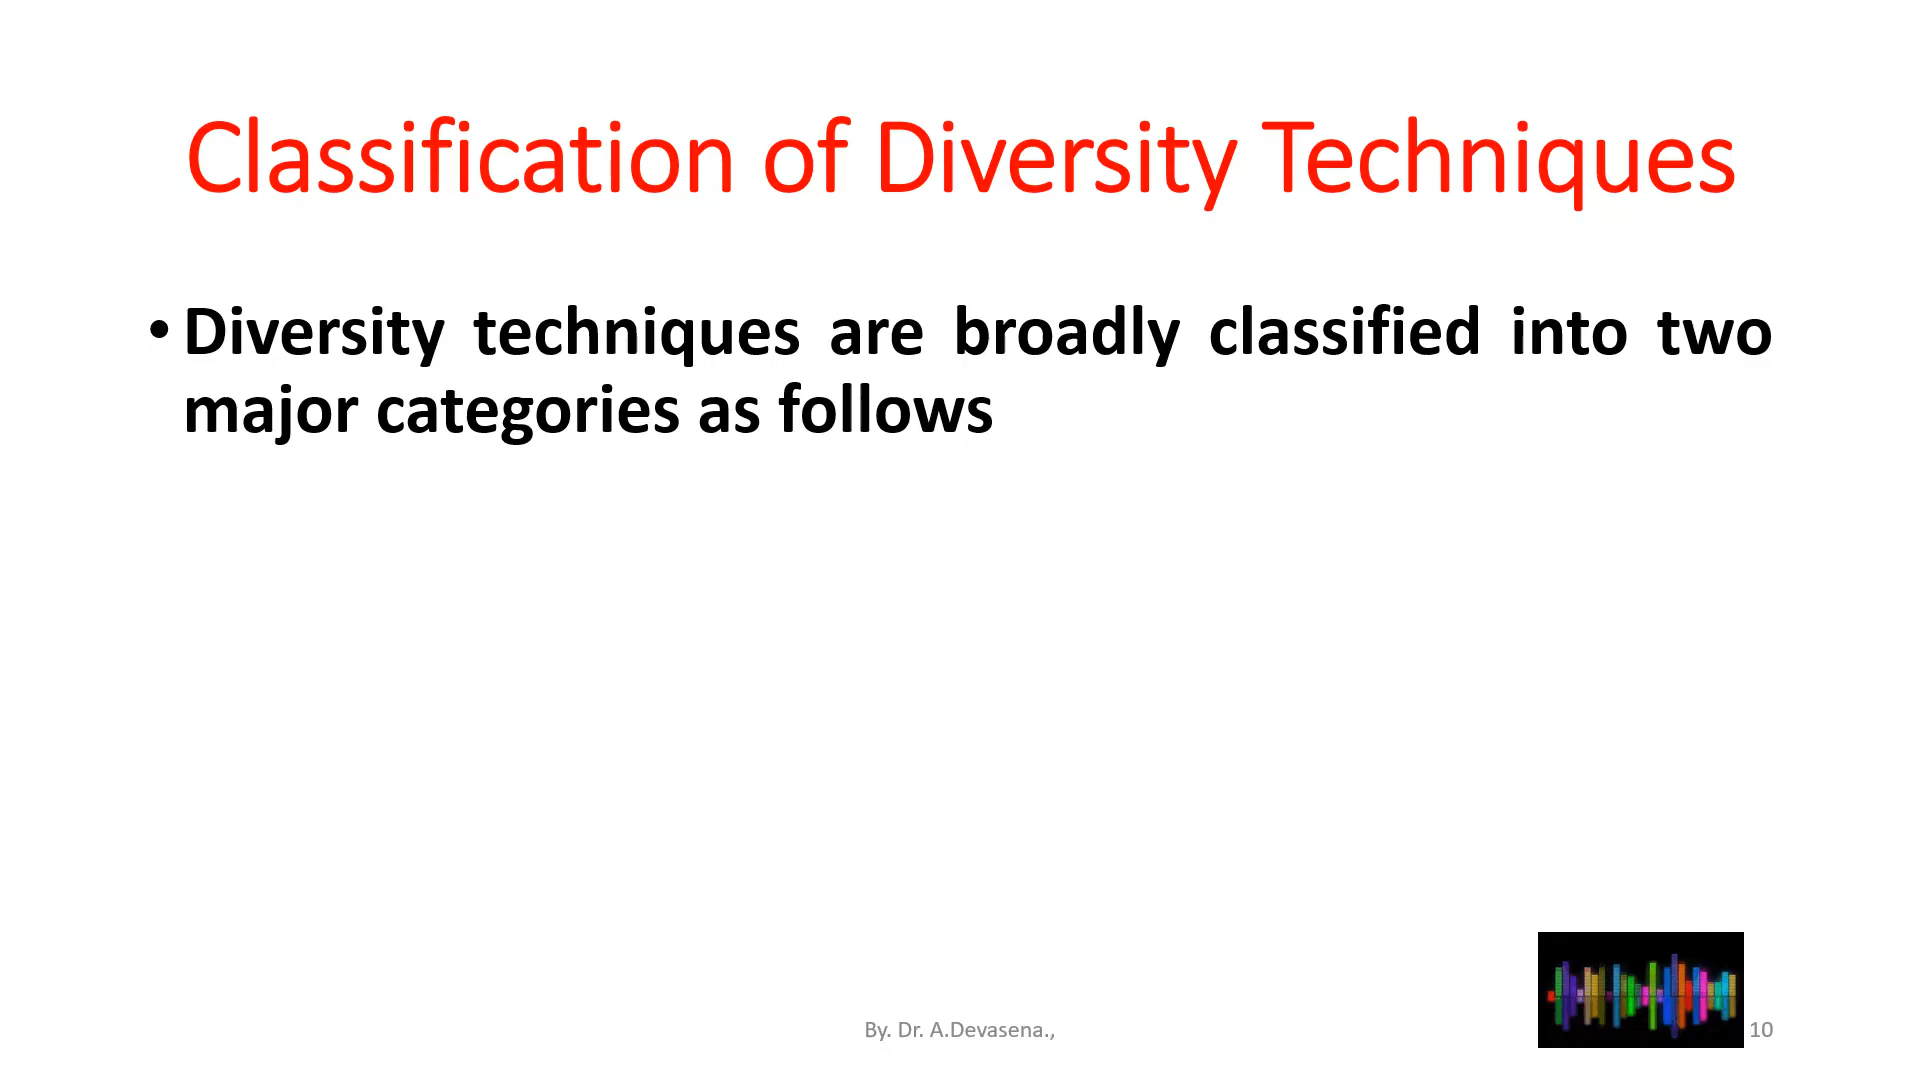 Classification of Diversity Techniques
• Diversity techniques are broadly classified into two
major categories as follows
By. Dr. A.Devasena.,
10